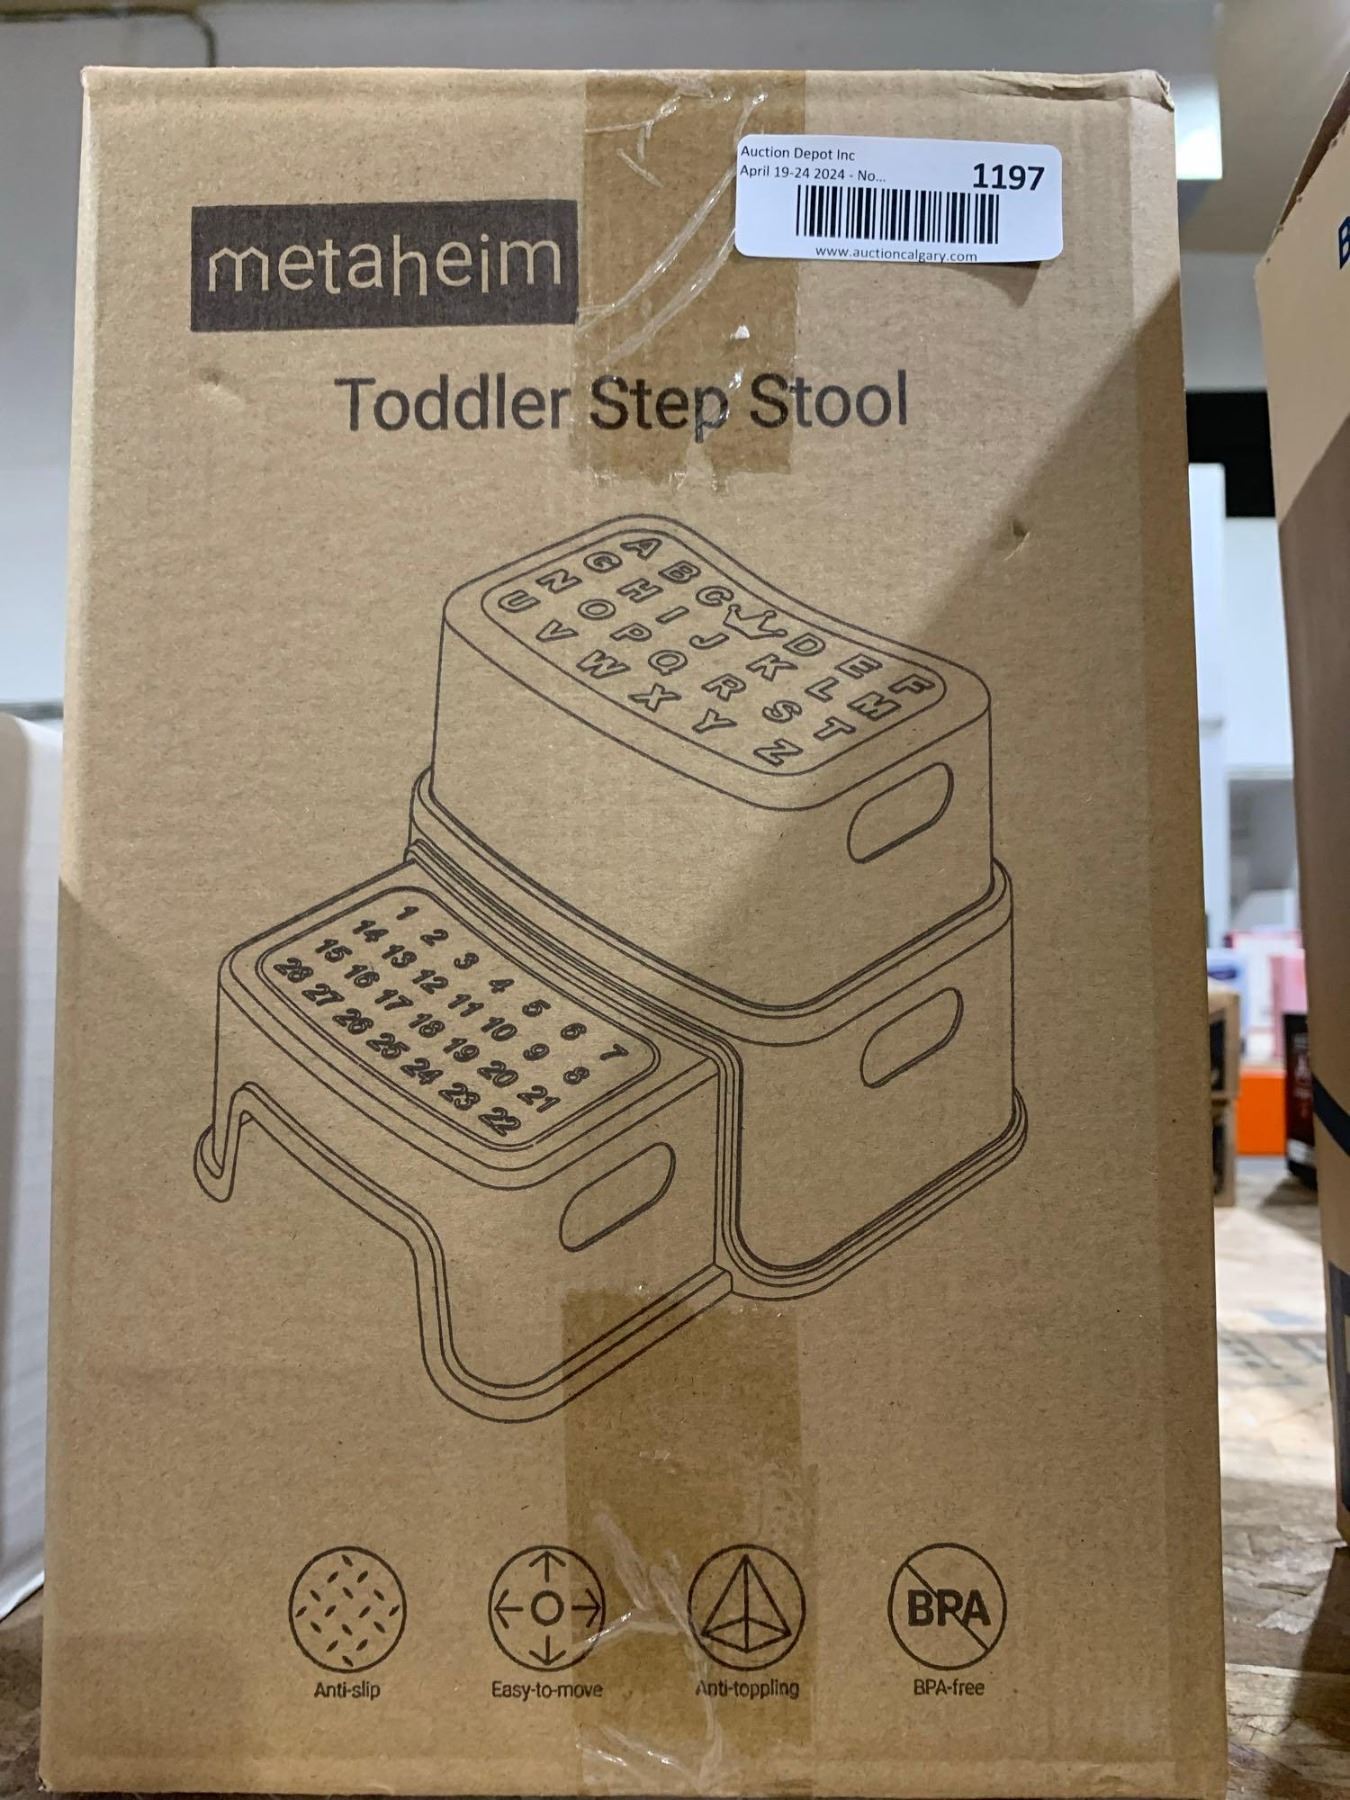 Auction Depot Inc
April 19-24 2024 - No...
1197
www.auctioncalgary.com
metaheim
Toddler Step Stool
A B C D E F
G H I J K L M
N O P Q R S T
U V W X Y Z
1 2 3 4 5 6 7
14 13 12 11 10 9 8
15 16 17 18 19 20 21
28 27 26 25 24 23 22
BPA
Anti-slip
Easy-to-move
Anti-toppling
BPA-free